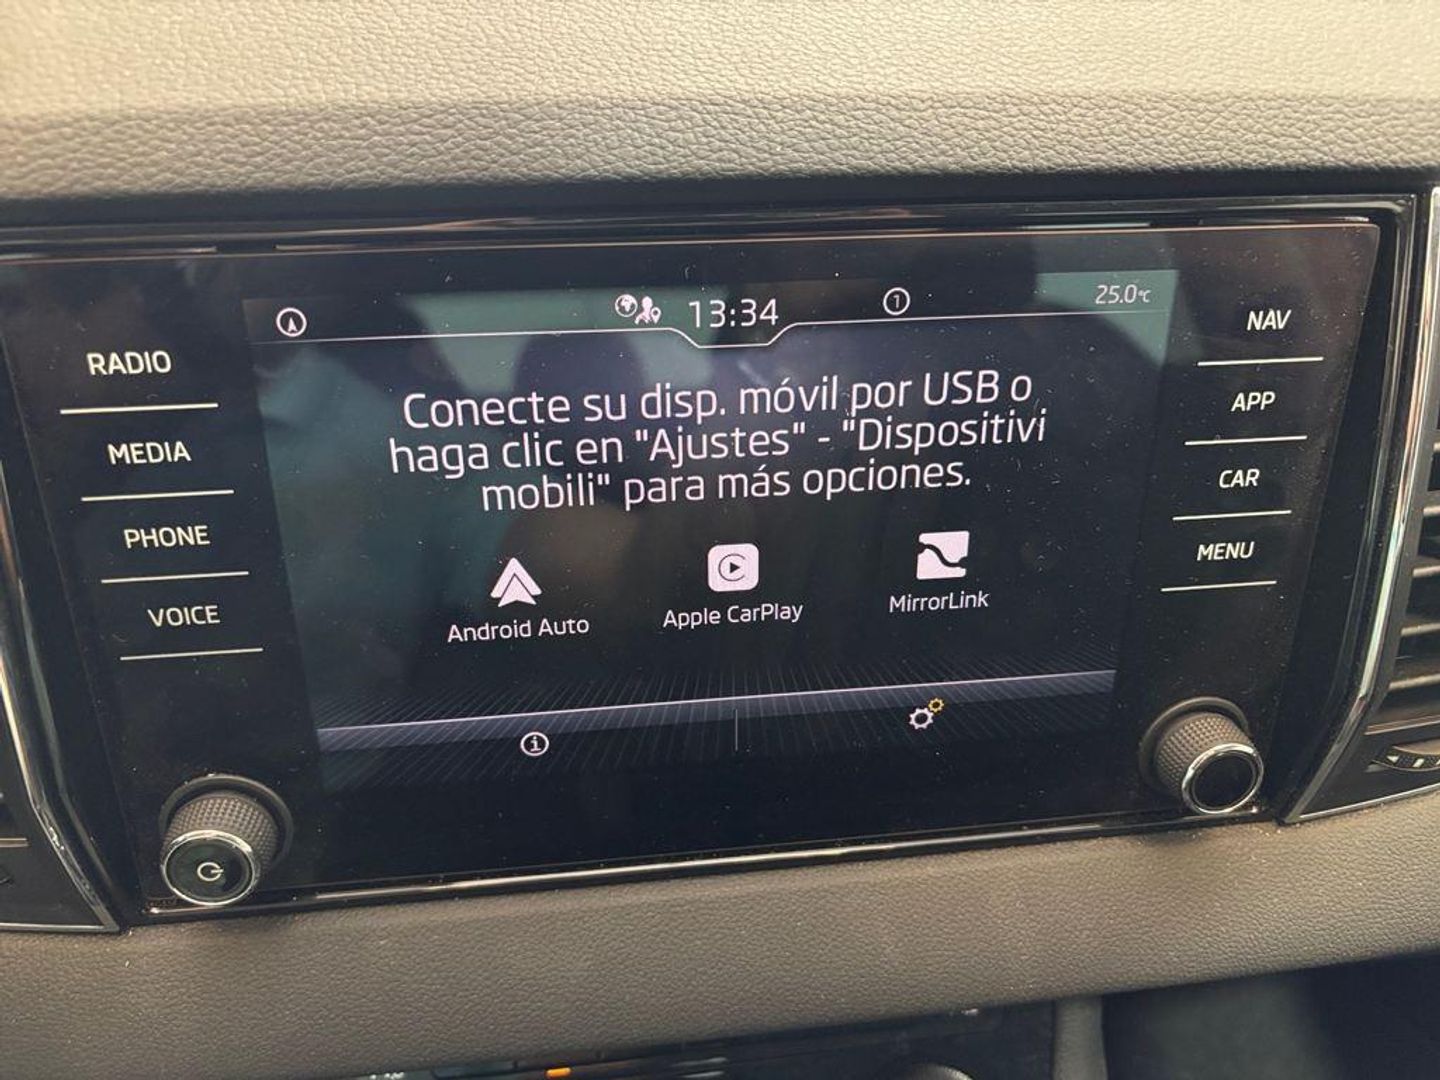 13:34
1
25.0°C
RADIO
MEDIA
PHONE
VOICE
Conecte su disp. móvil por USB o
haga clic en "Ajustes" - "Dispositivi
mobili" para más opciones.
Android Auto
Apple CarPlay
MirrorLink
NAV
APP
CAR
MENU